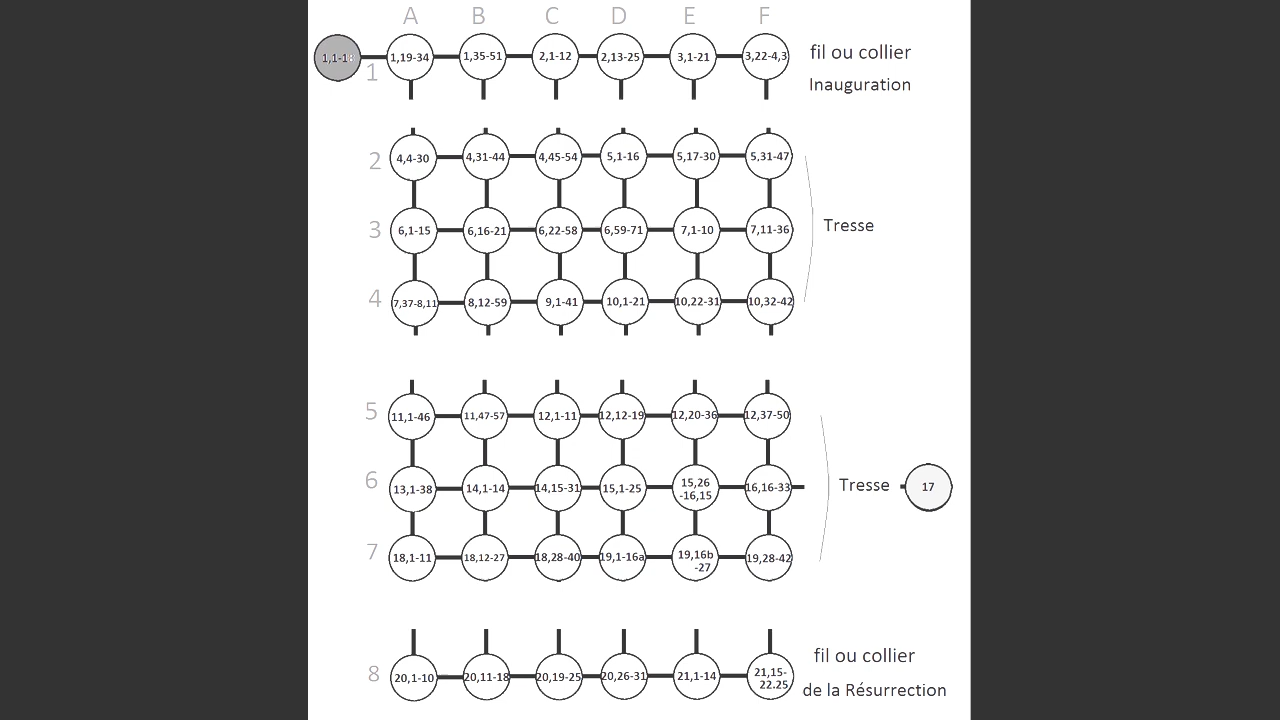 A B C D E F
1,1-1 1,19-34 1,35-51 2,1-12 2,13-25 3,1-21 3,22-4,3 fil ou collier
1 Inauguration
2 4,4-30 4,31-44 4,45-54 5,1-16 5,17-30 5,31-47
3 6,1-15 6,16-21 6,22-58 6,59-71 7,1-10 7,11-36 Tresse
4 7,37-8,11 8,12-59 9,1-41 10,1-21 10,22-31 10,32-42
5 11,1-46 11,47-57 12,1-11 12,12-19 12,20-36 12,37-50
6 13,1-38 14,1-14 14,15-31 15,1-25 15,26 -16,15 16,16-33 Tresse 17
7 18,1-11 18,12-27 18,28-40 19,1-16a 19,16b -27 19,28-42
8 20,1-10 20,11-18 20,19-25 20,26-31 21,1-14 21,15- 22.25 fil ou collier
de la Résurrection